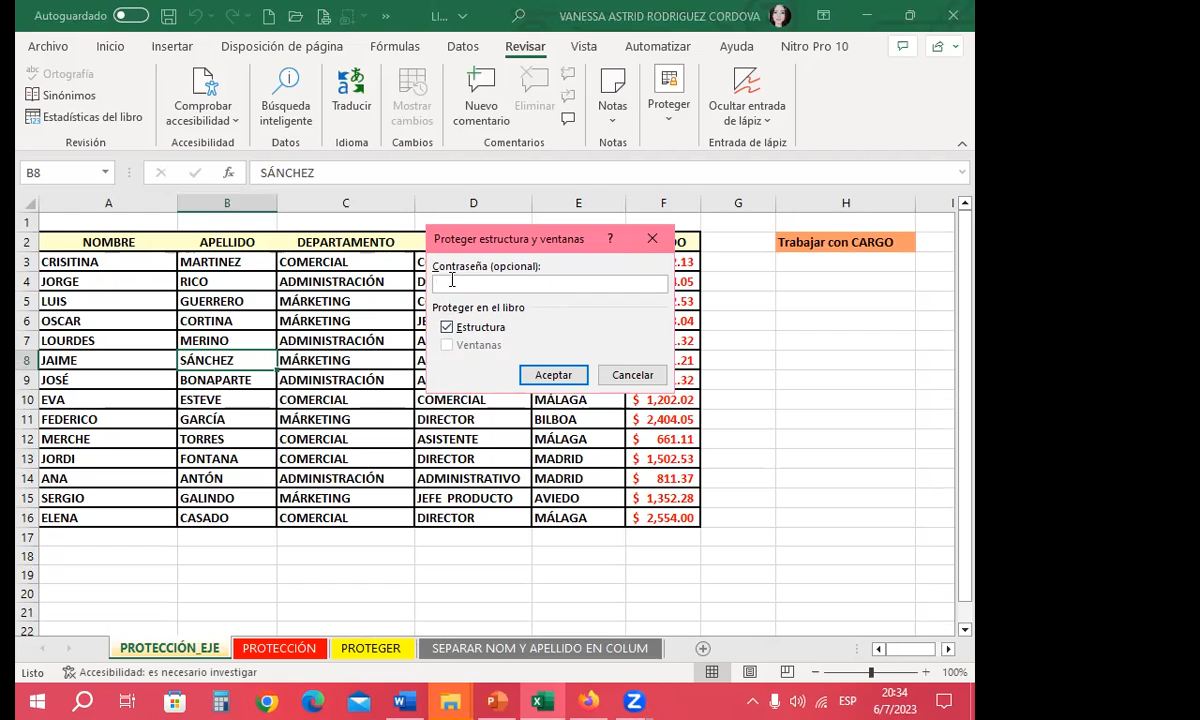 Autoguardado
LI...
VANESSA ASTRID RODRIGUEZ CORDOVA
Archivo Inicio Insertar Disposición de página Fórmulas Datos Revisar Vista Automatizar Ayuda Nitro Pro 10
abc Ortografía
Sinónimos
Estadísticas del libro
Comprobar accesibilidad
Búsqueda inteligente
Traducir
Mostrar cambios
Nuevo comentario
Eliminar
Notas
Proteger
Ocultar entrada de lápiz
Revisión Accesibilidad Datos Idioma Cambios Comentarios Notas Entrada de lápiz
B8 fx SÁNCHEZ
A B C D E F G H I
1
2 NOMBRE APELLIDO DEPARTAMENTO Trabajar con CARGO
3 CRISITINA MARTINEZ COMERCIAL
4 JORGE RICO ADMINISTRACIÓN
5 LUIS GUERRERO MÁRKETING
6 OSCAR CORTINA MÁRKETING
7 LOURDES MERINO ADMINISTRACIÓN
8 JAIME SÁNCHEZ MÁRKETING
9 JOSÉ BONAPARTE ADMINISTRACIÓN
10 EVA ESTEVE COMERCIAL COMERCIAL MÁLAGA $ 1,202.02
11 FEDERICO GARCÍA MÁRKETING DIRECTOR BILBOA $ 2,404.05
12 MERCHE TORRES COMERCIAL ASISTENTE MÁLAGA $ 661.11
13 JORDI FONTANA COMERCIAL DIRECTOR MADRID $ 1,502.53
14 ANA ANTÓN ADMINISTRACIÓN ADMINISTRATIVO MADRID $ 811.37
15 SERGIO GALINDO MÁRKETING JEFE PRODUCTO AVIEDO $ 1,352.28
16 ELENA CASADO COMERCIAL DIRECTOR MÁLAGA $ 2,554.00
17
18
19
20
21
22
Proteger estructura y ventanas ?
Contraseña (opcional):
Proteger en el libro
Estructura
Ventanas
Aceptar Cancelar
PROTECCIÓN_EJE PROTECCIÓN PROTEGER SEPARAR NOM Y APELLIDO EN COLUM
Listo Accesibilidad: es necesario investigar 100%
ESP
20:34
6/7/2023